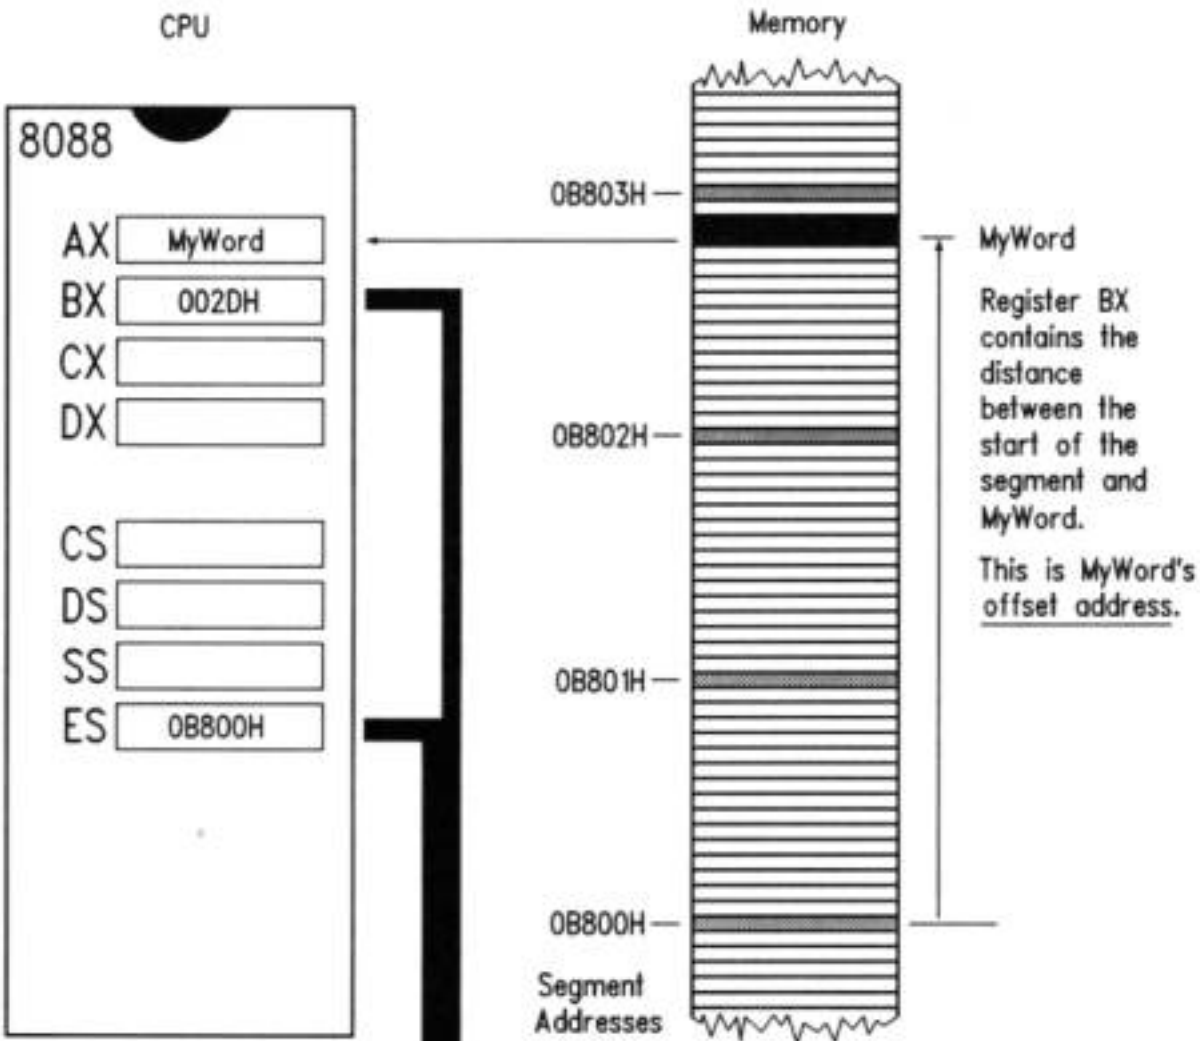 CPU
Memory
8088
AX
MyWord
BX
002DH
CX
DX
CS
DS
SS
ES
0B800H
0B803H
0B802H
0B801H
0B800H
Segment
Addresses
MyWord
Register BX
contains the
distance
between the
start of the
segment and
MyWord.
This is MyWord's
offset address.